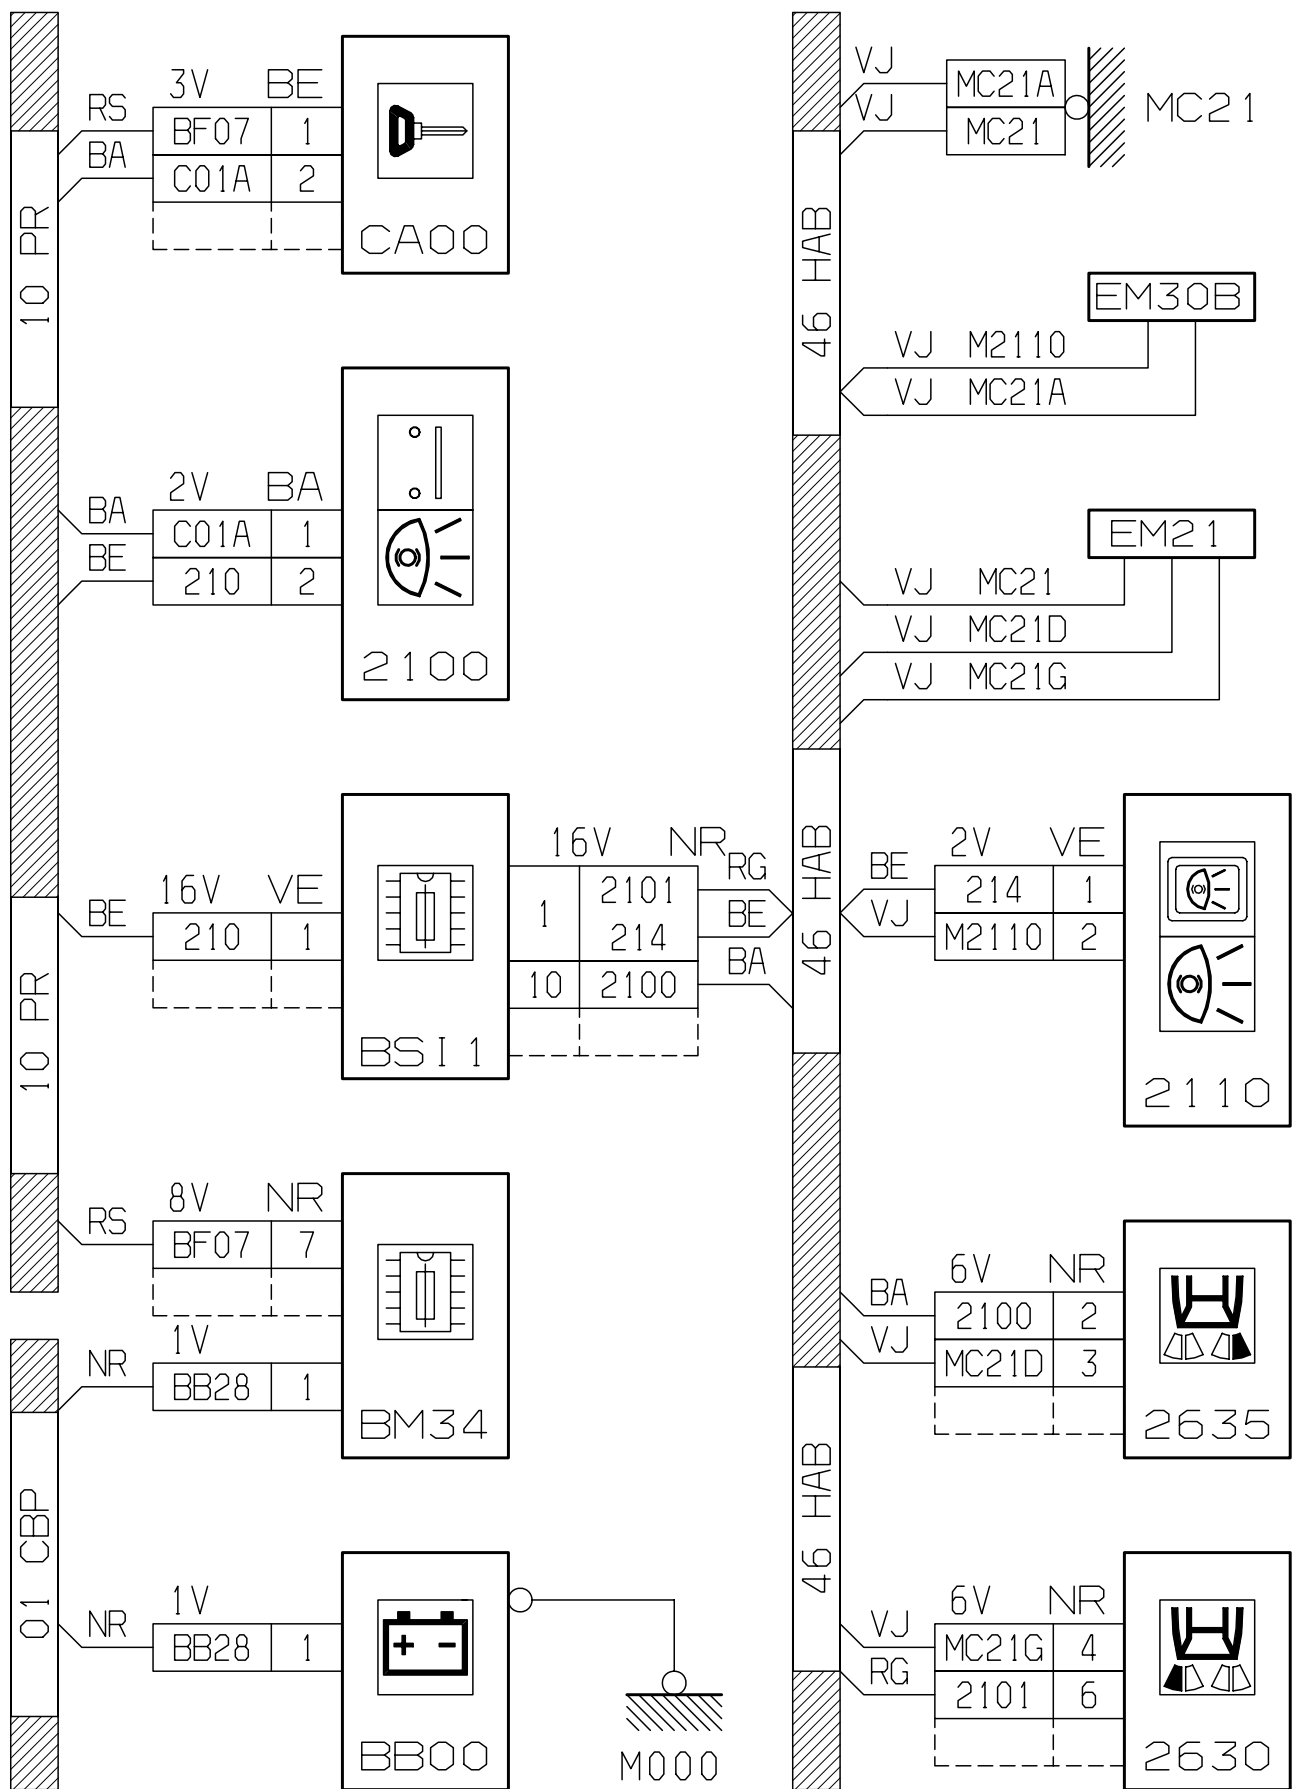 3V BE
RS BF07 1
BA C01A 2
CA00
10 PR
2V BA
BA C01A 1
BE 210 2
2100
16V VE
BE 210 1
BSI1
16V NR
1 2101 RG
214 BE
10 2100 BA
10 PR
8V NR
RS BF07 7
1V
NR BB28 1
BM34
01 CBP
1V
NR BB28 1
+ -
BB00
M000
VJ MC21A
VJ MC21
MC21
46 HAB
EM30B
VJ M2110
VJ MC21A
EM21
VJ MC21
VJ MC21D
VJ MC21G
46 HAB
2V VE
BE 214 1
VJ M2110 2
2110
6V NR
BA 2100 2
VJ MC21D 3
2635
46 HAB
6V NR
VJ MC21G 4
RG 2101 6
2630